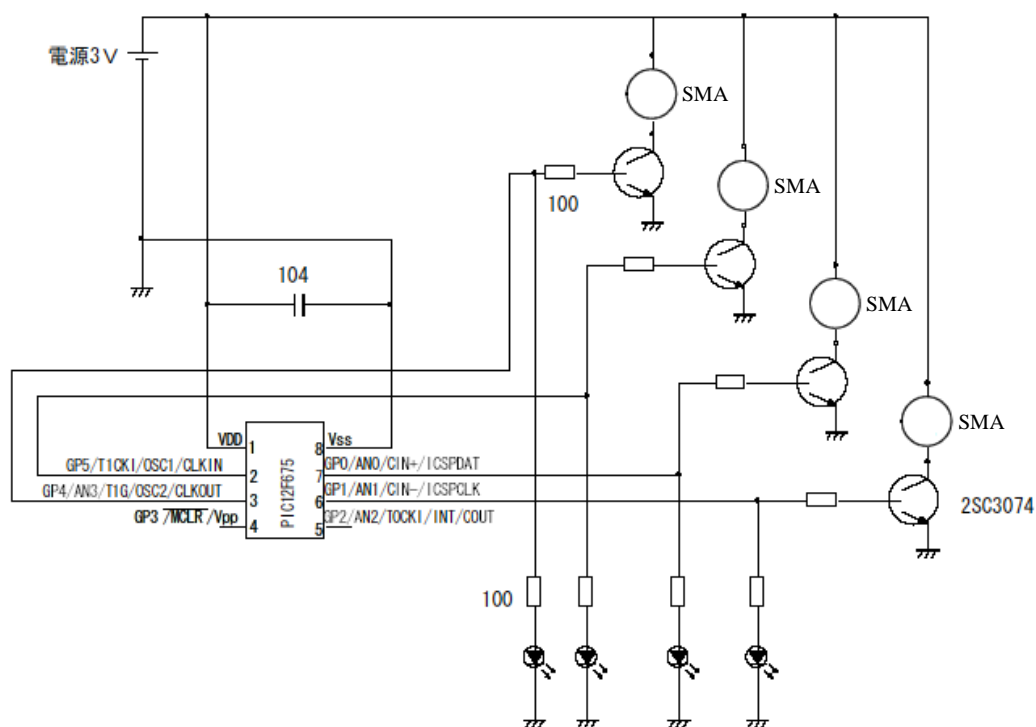 電源3V
SMA
SMA
100
104
SMA
SMA
VDD 1
8 Vss
GP5/T1CKI/OSC1/CLKIN 2
7 GP0/AN0/CIN+/ICSPDAT
GP4/AN3/T1G/OSC2/CLKOUT 3
6 GP1/AN1/CIN-/ICSPCLK
GP3/MCLR/Vpp 4
5 GP2/AN2/TOCKI/INT/COUT
PIC12F675
2SC3074
100